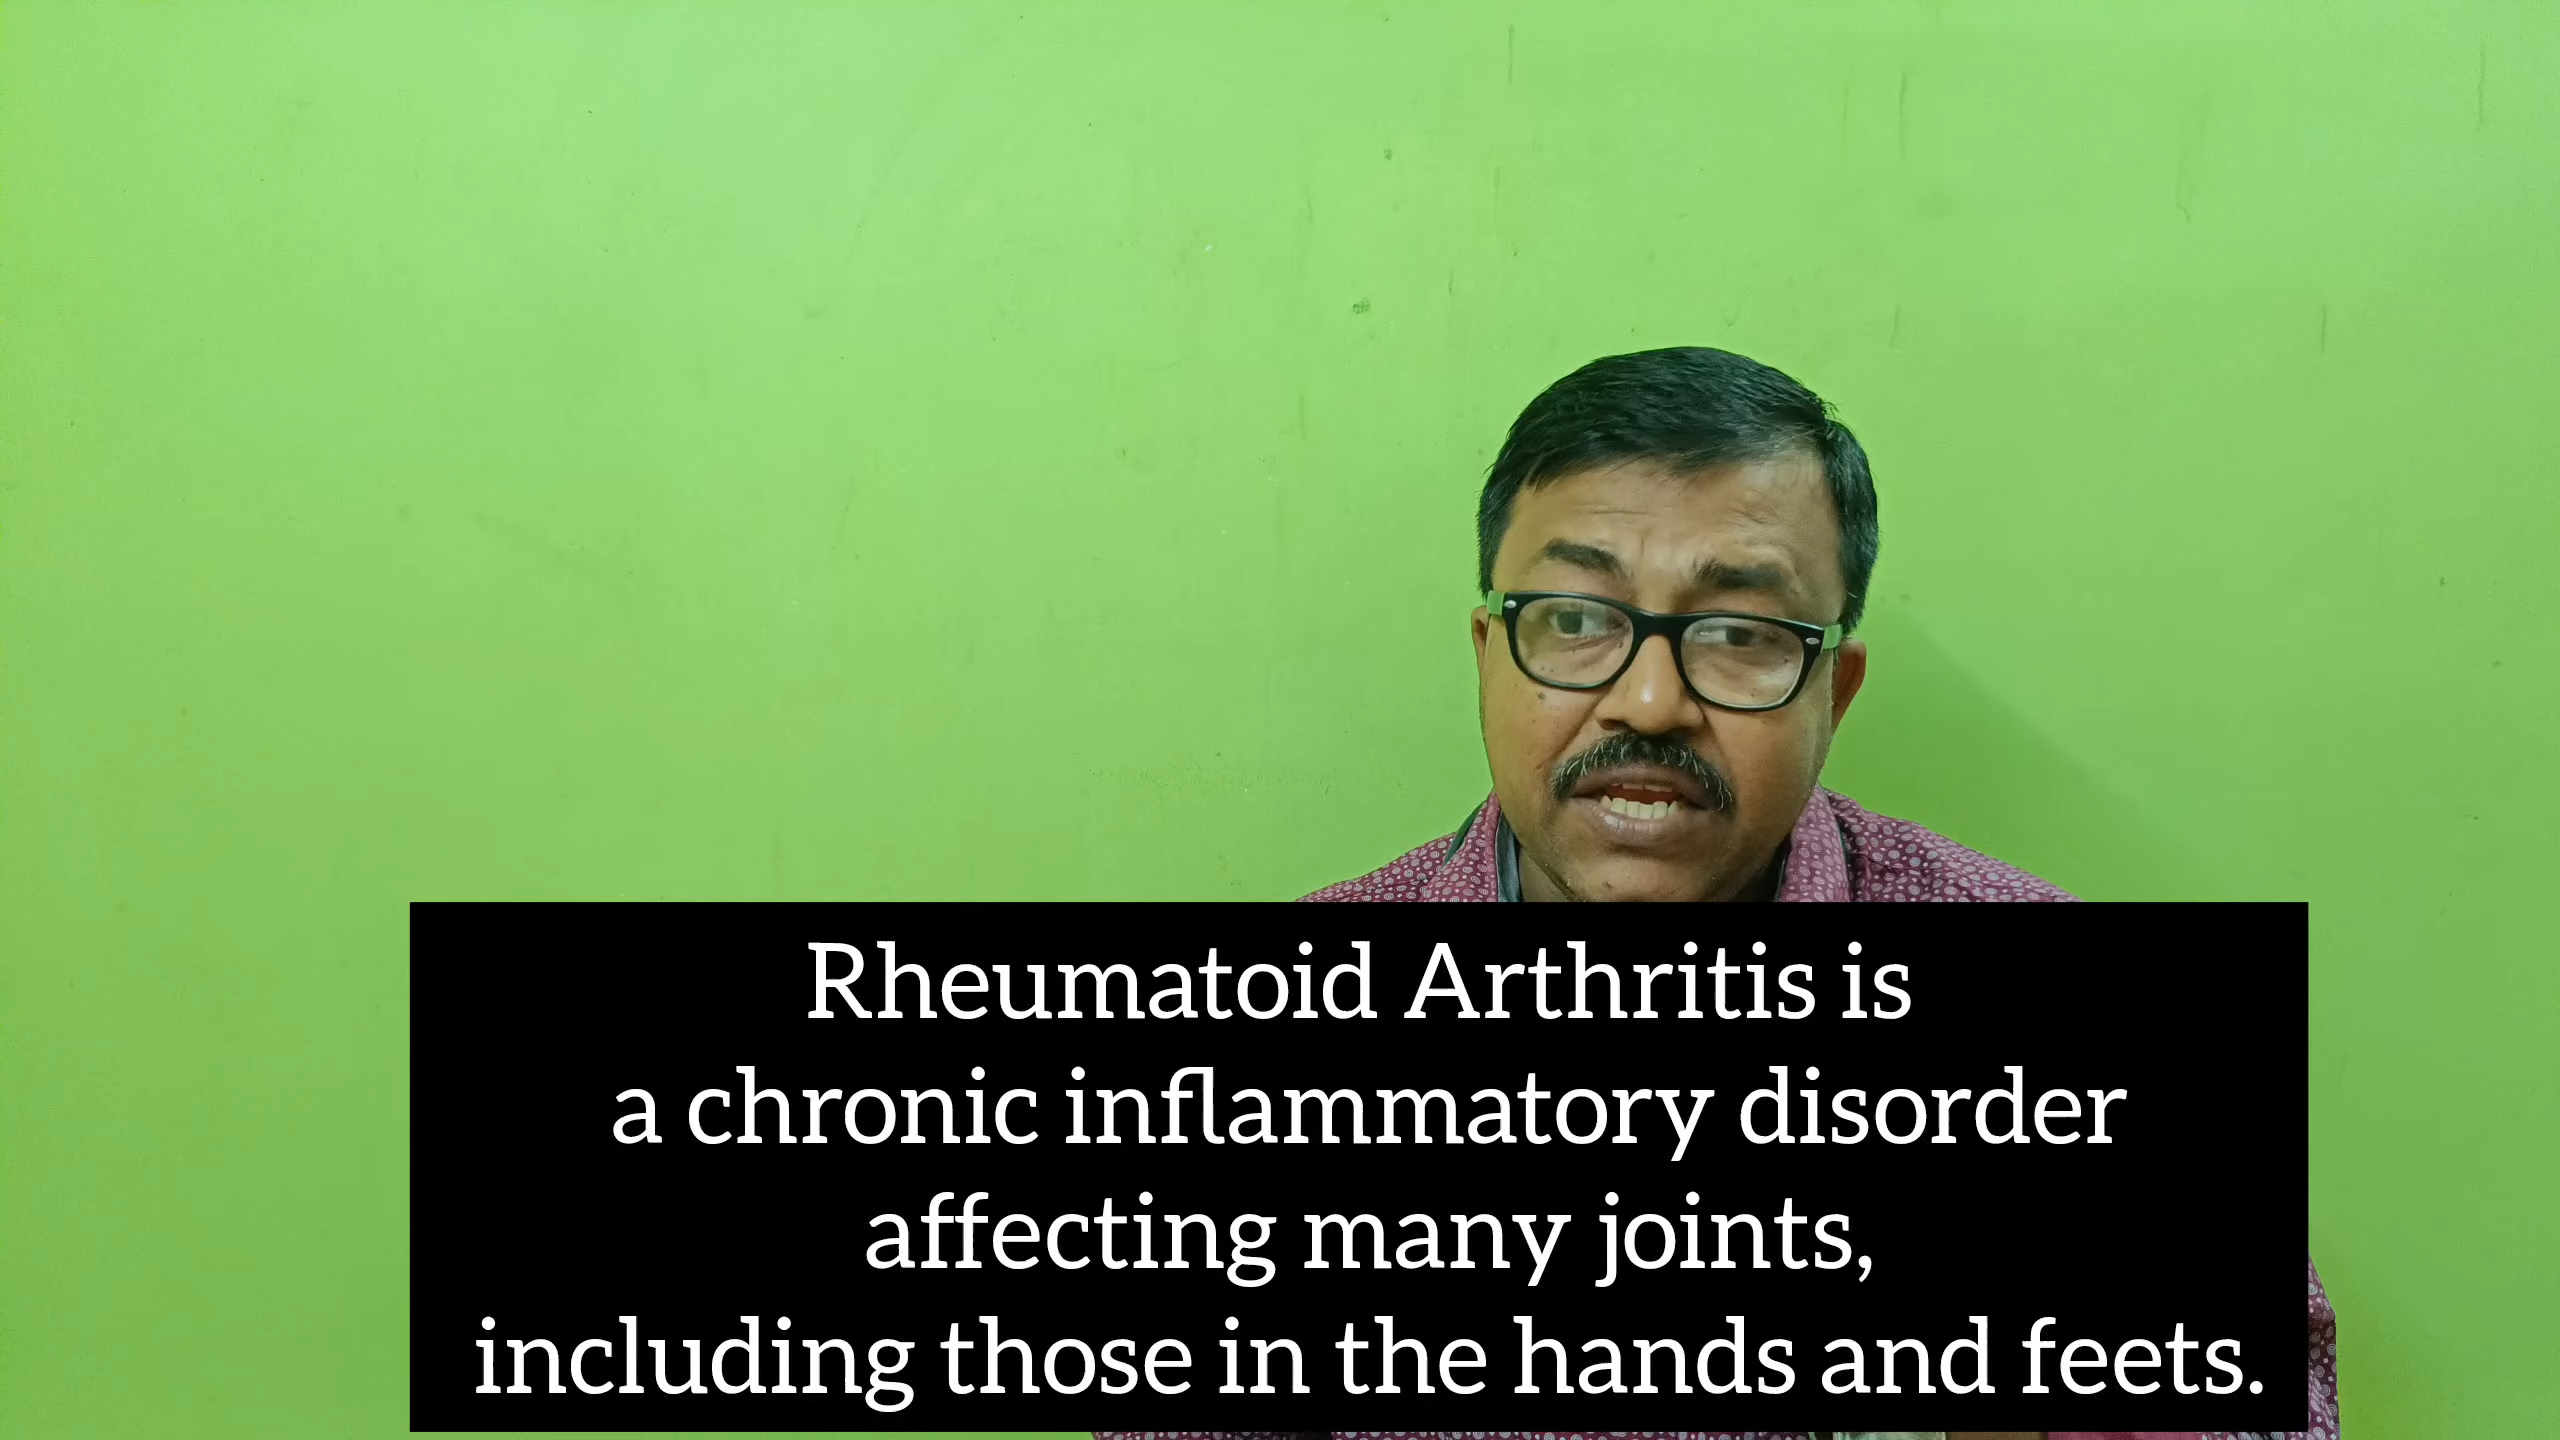 Rheumatoid Arthritis is
a chronic inflammatory disorder
affecting many joints,
including those in the hands and feets.